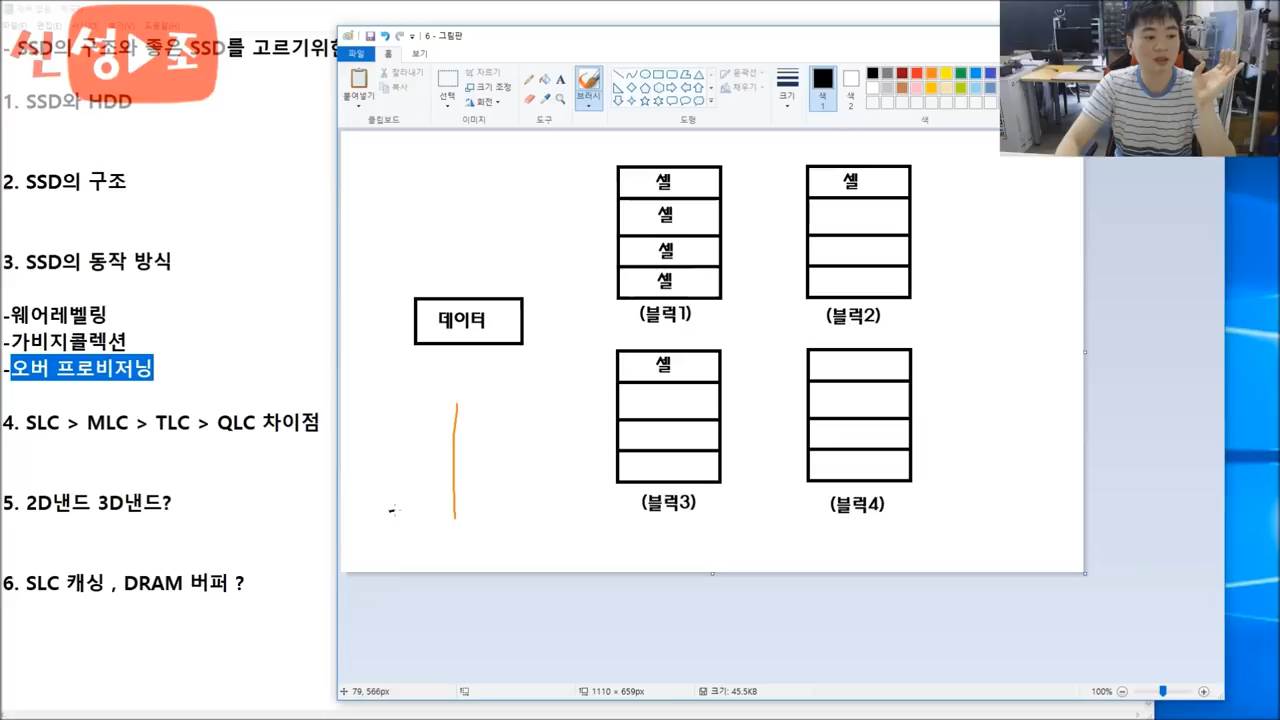 - SSD의 구조와 좋은 SSD를 고르기위한
신성조
1. SSD와 HDD
2. SSD의 구조
3. SSD의 동작 방식
-웨어레벨링
-가비지콜렉션
-오버 프로비저닝
4. SLC > MLC > TLC > QLC 차이점
5. 2D낸드 3D낸드?
6. SLC 캐싱 , DRAM 버퍼 ?
6 - 그림판
파일 홈 보기
붙여넣기
잘라내기
복사
클립보드
선택
자르기
크기 조정
회전
이미지
A
도구
브러시
윤곽선
채우기
도형
크기
색 1
색 2
색
셀
셀
셀
셀
(블럭1)
셀
(블럭2)
데이터
셀
(블럭3)
(블럭4)
79, 566px
1110 × 659px
크기: 45.5KB
100%